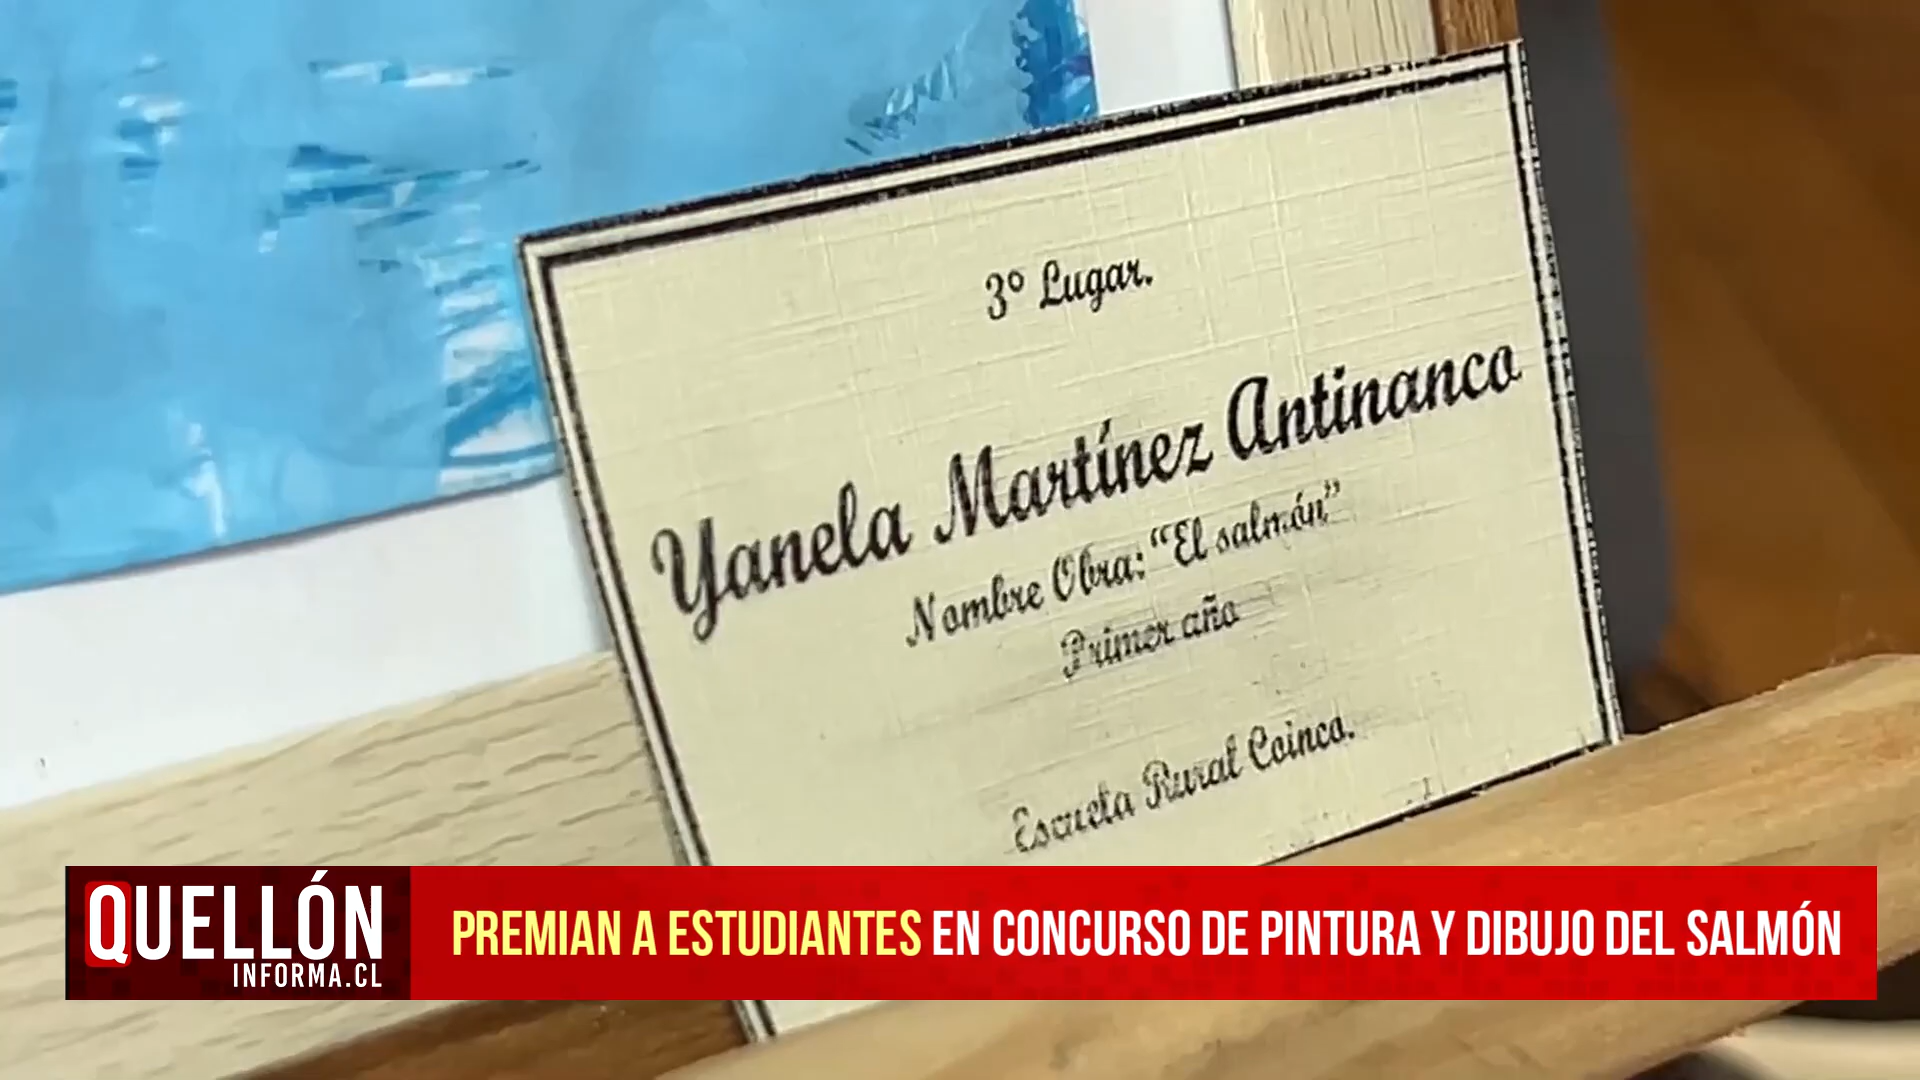 3º Lugar.
Yanela Martínez Antinanco
Nombre Obra: “El salmón”
Primer año
Escuela Rural Coinco.
QUELLÓN
INFORMA.CL
PREMIAN A ESTUDIANTES EN CONCURSO DE PINTURA Y DIBUJO DEL SALMÓN